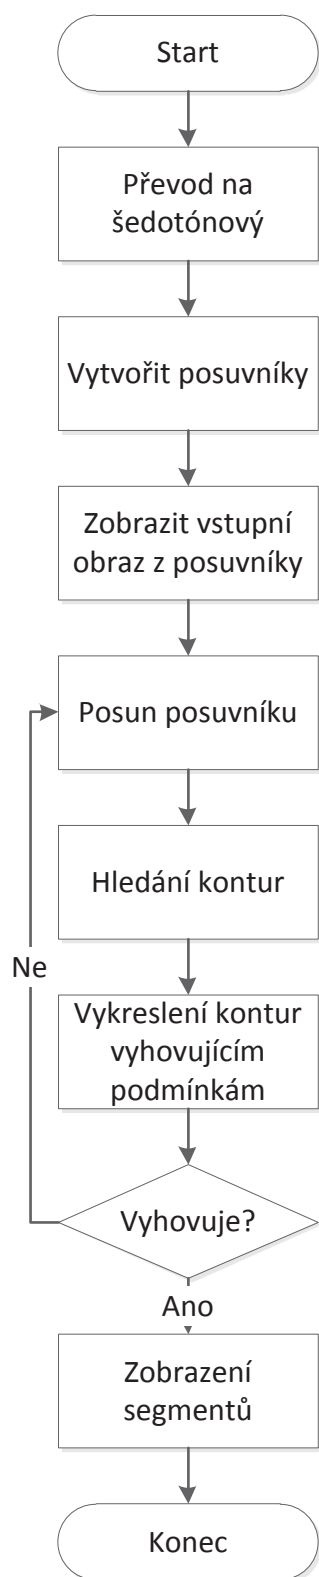 Start
Převod na
šedotónový
Vytvořit posuvníky
Zobrazit vstupní
obraz z posuvníky
Posun posuvníku
Hledání kontur
Ne
Vykreslení kontur
vyhovujícím
podmínkám
Vyhovuje?
Ano
Zobrazení
segmentů
Konec